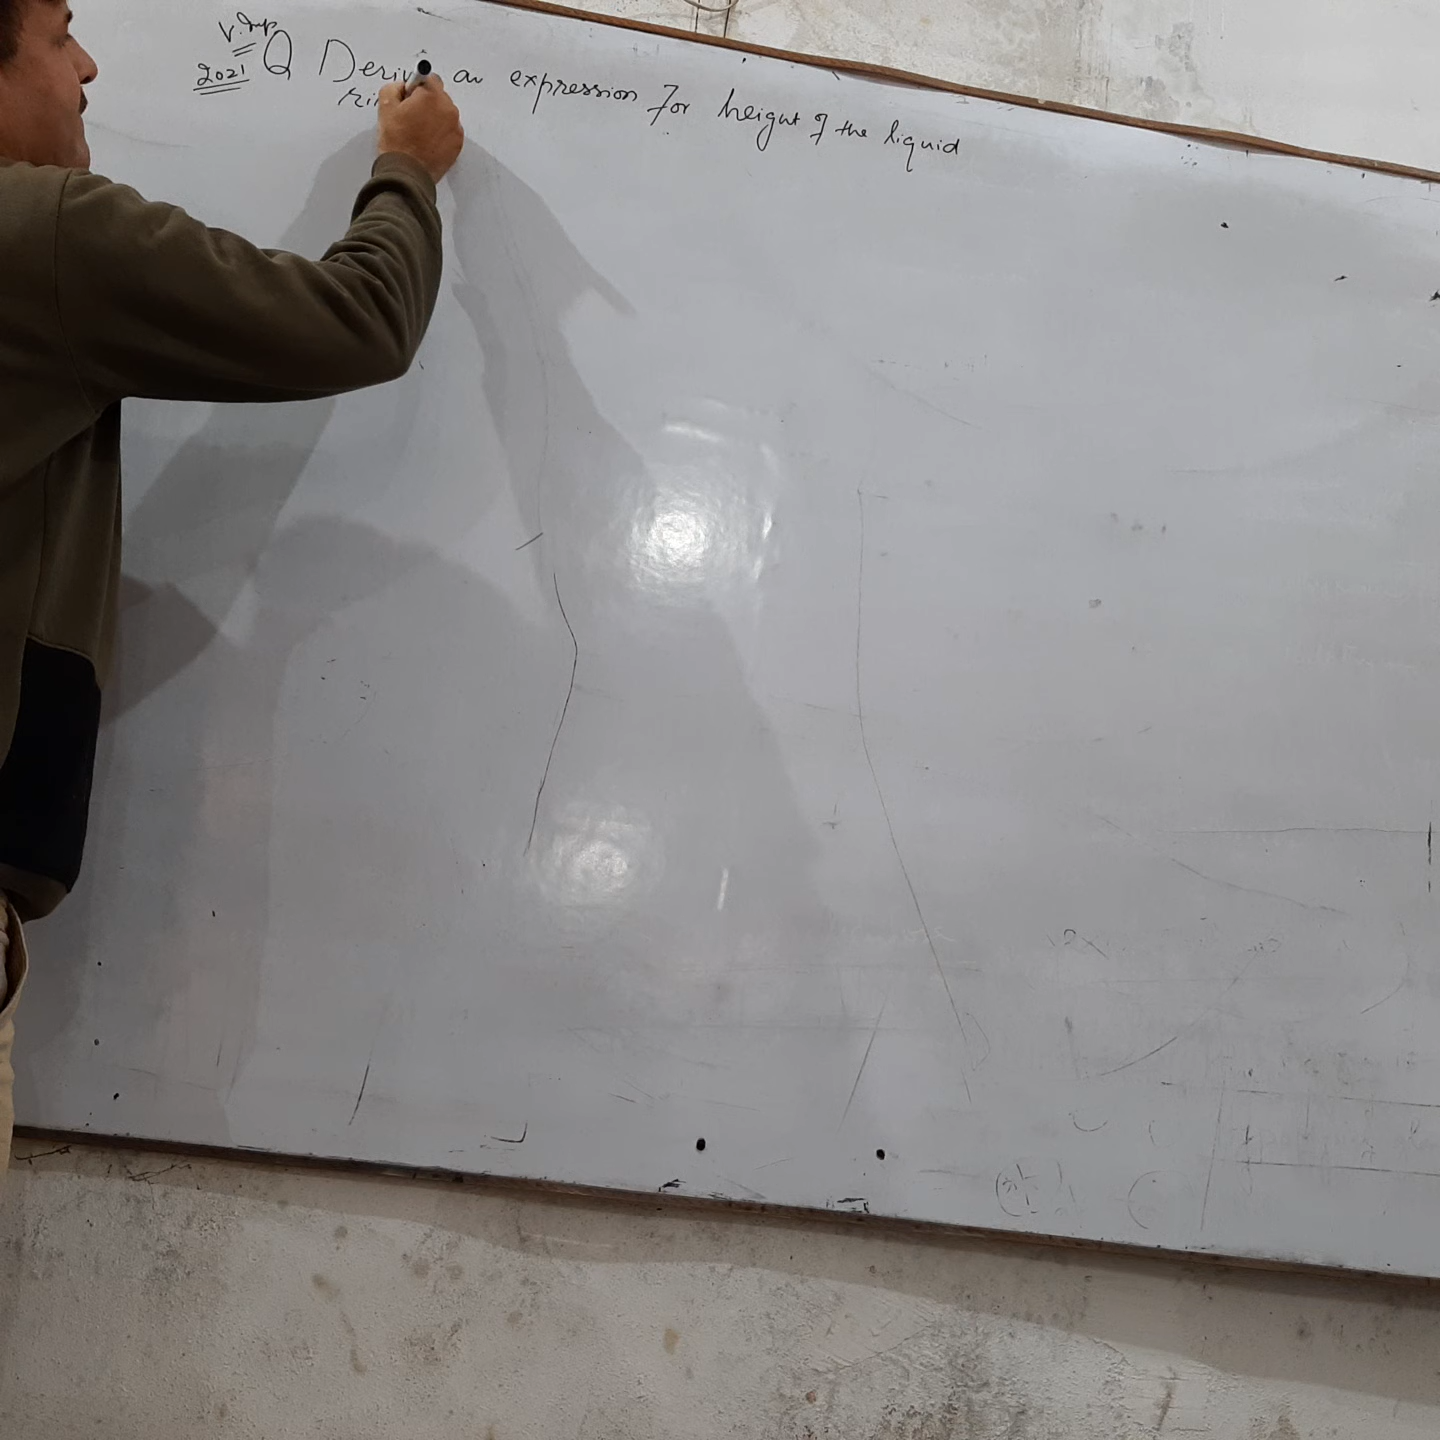 V. Imp
2021 Q Deriv an expression For height of the liquid